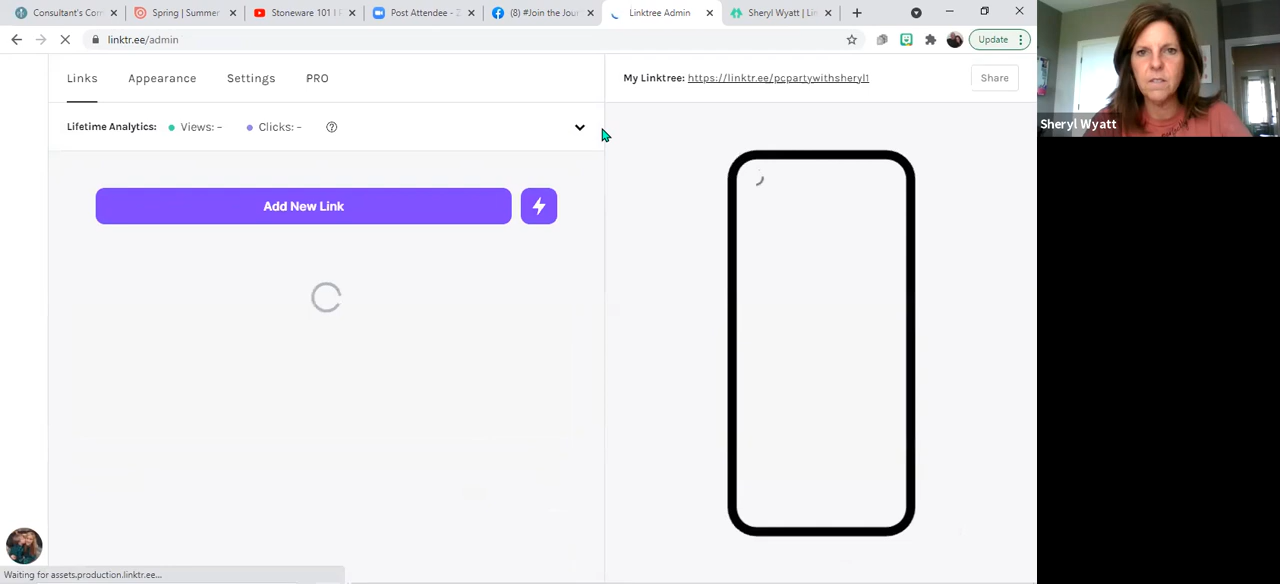 Consultant's Corn
Spring | Summer
Stoneware 101 I P
Post Attendee - Z
(8) #Join the Jour
Linktree Admin
Sheryl Wyatt | Lin
linktr.ee/admin
Update
Links
Appearance
Settings
PRO
My Linktree: https://linktr.ee/pcpartywithsheryl1
Share
Lifetime Analytics:
Views: –
Clicks: –
Add New Link
Waiting for assets.production.linktr.ee...
Sheryl Wyatt